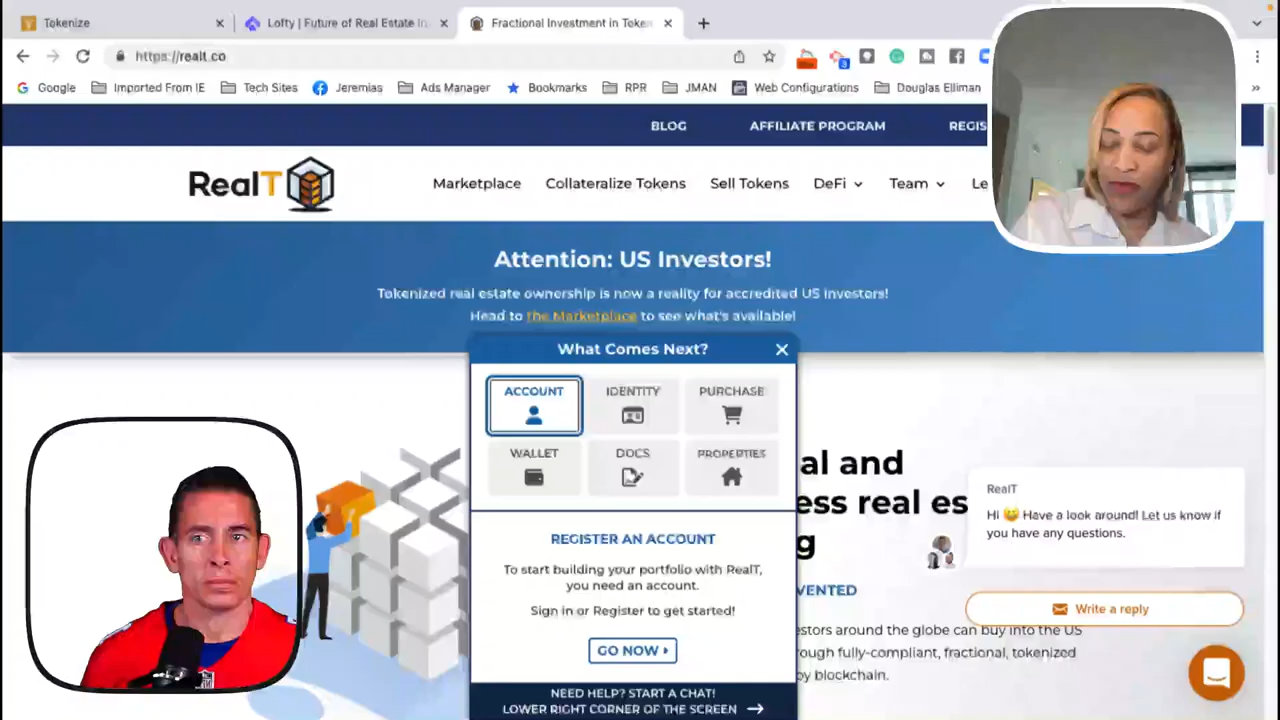 Tokenize
Lofty | Future of Real Estate In
Fractional Investment in Token
https://realt.co
3
Google
Imported From IE
Tech Sites
Jeremias
Ads Manager
Bookmarks
RPR
JMAN
Web Configurations
Douglas Elliman
BLOG
AFFILIATE PROGRAM
REGIS
RealT
Marketplace
Collateralize Tokens
Sell Tokens
DeFi
Team
Le
Attention: US Investors!
Tokenized real estate ownership is now a reality for accredited US investors!
Head to the Marketplace to see what's available!
What Comes Next?
ACCOUNT
IDENTITY
PURCHASE
WALLET
DOCS
PROPERTIES
REGISTER AN ACCOUNT
To start building your portfolio with RealT,
you need an account.
Sign in or Register to get started!
GO NOW
NEED HELP? START A CHAT!
LOWER RIGHT CORNER OF THE SCREEN
al and
ess real es
g
VENTED
estors around the globe can buy into the US
rough fully-compliant, fractional, tokenized
by blockchain.
RealT
Hi 😄 Have a look around! Let us know if
you have any questions.
Write a reply